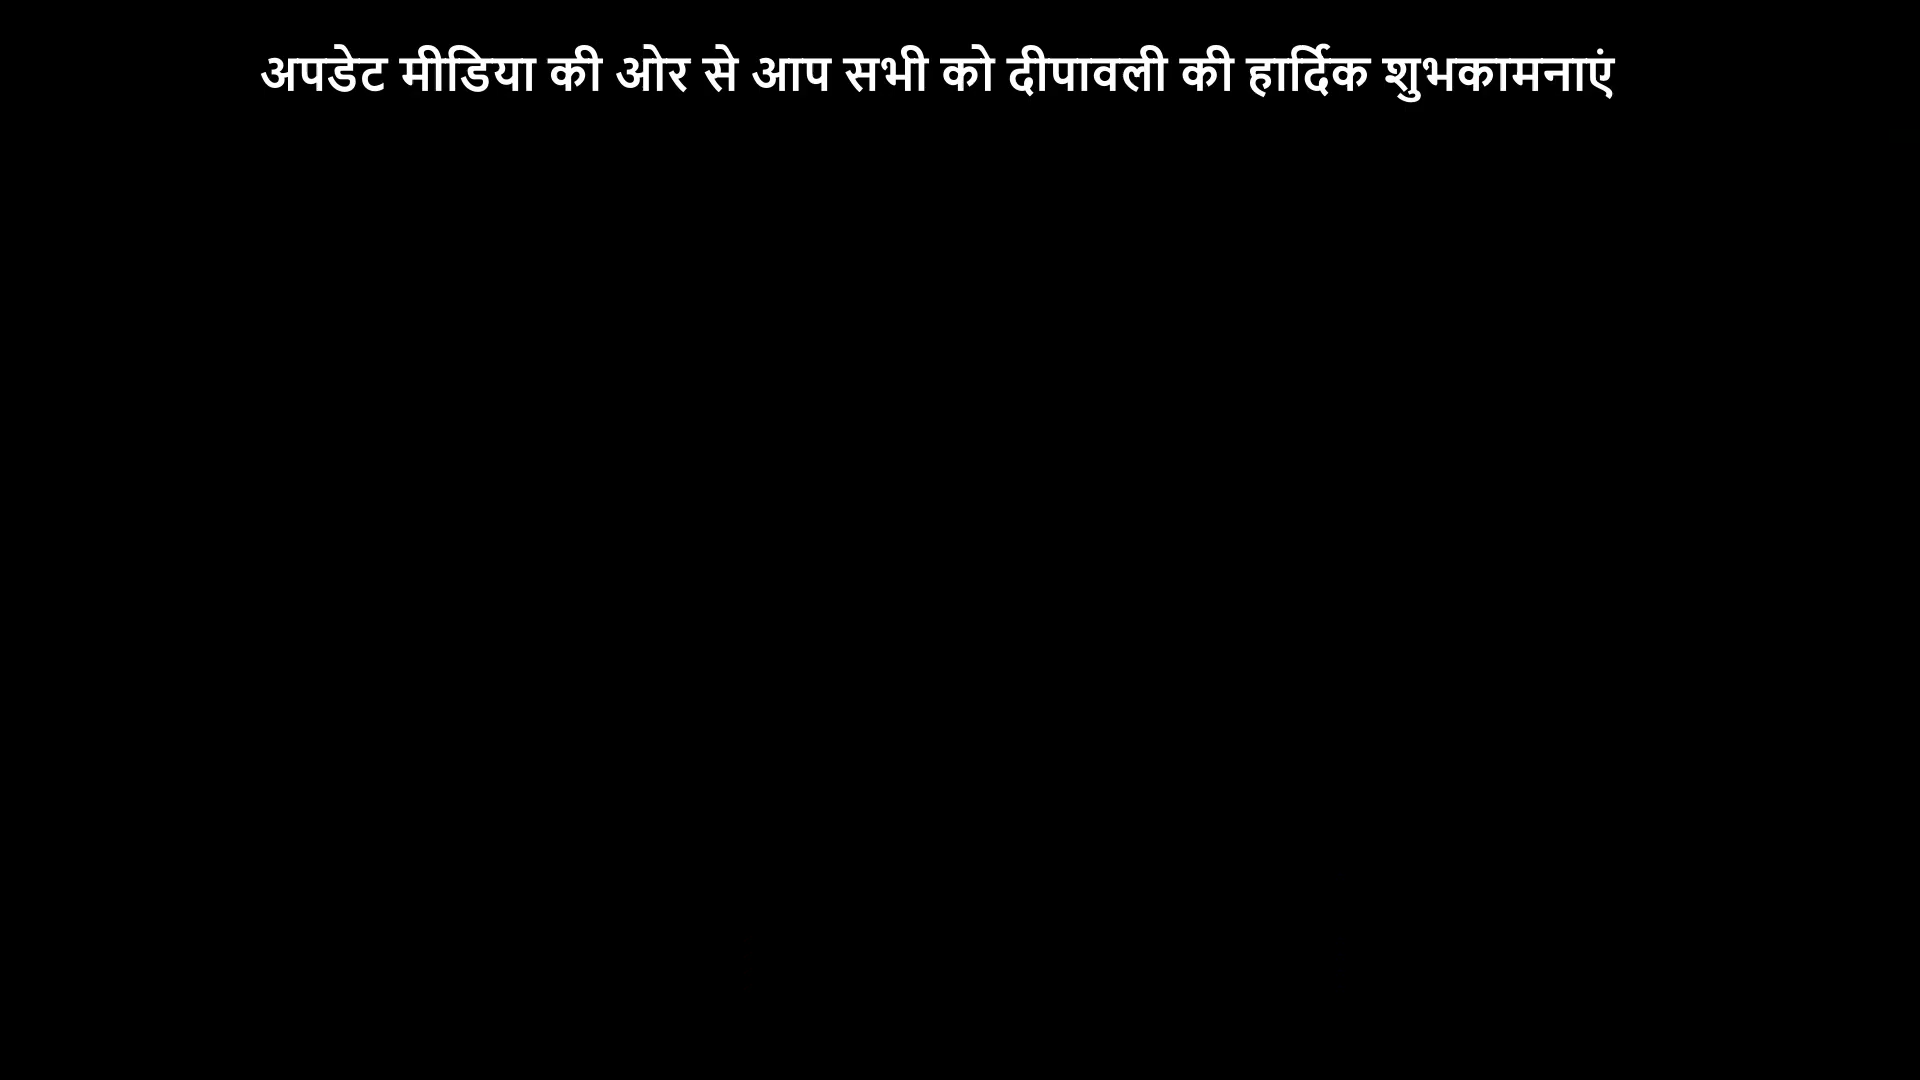 अपडेट मीडिया की ओर से आप सभी को दीपावली की हार्दिक शुभकामनाएं